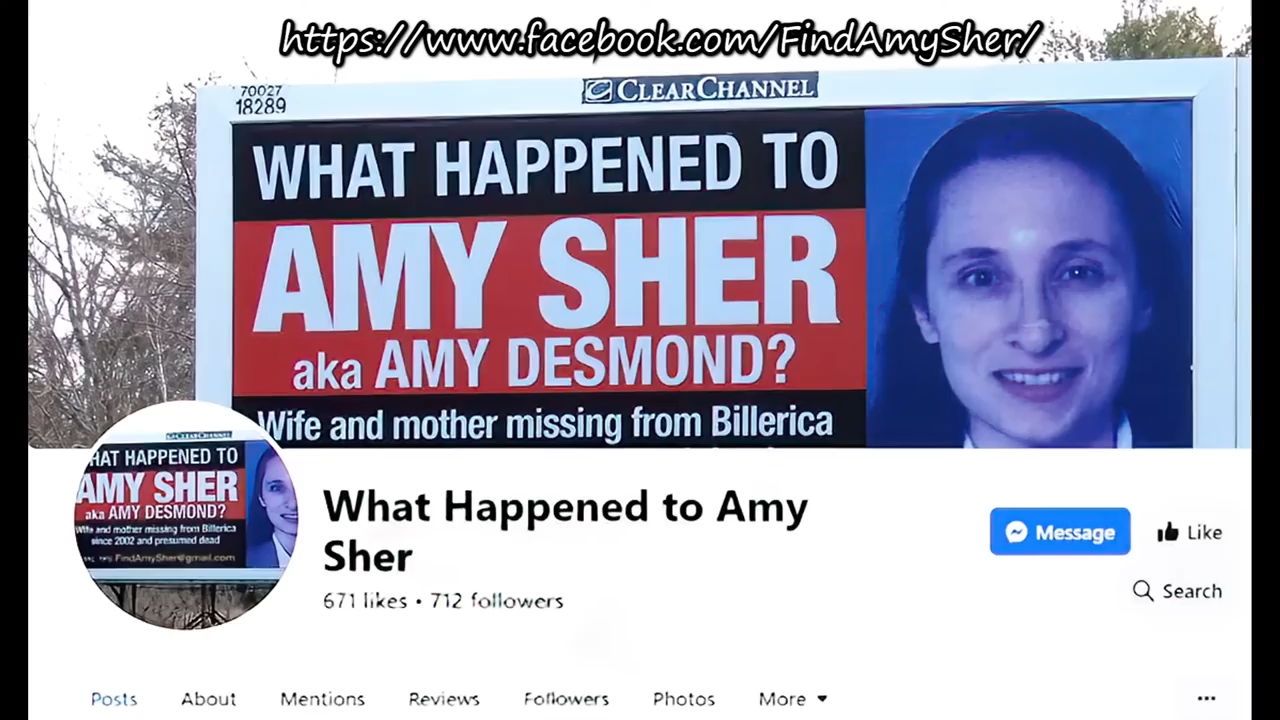 https://www.facebook.com/FindAmySher/
70027
18289
CLEARCHANNEL
WHAT HAPPENED TO
AMY SHER
aka AMY DESMOND?
Wife and mother missing from Billerica
CLEARCHANNEL
HAT HAPPENED TO
AMY SHER
aka AMY DESMOND?
Wife and mother missing from Billerica
since 2002 and presumed dead
FindAmySher@gmail.com
What Happened to Amy
Sher
671 likes • 712 followers
Message
Like
Search
Posts
About
Mentions
Reviews
Followers
Photos
More